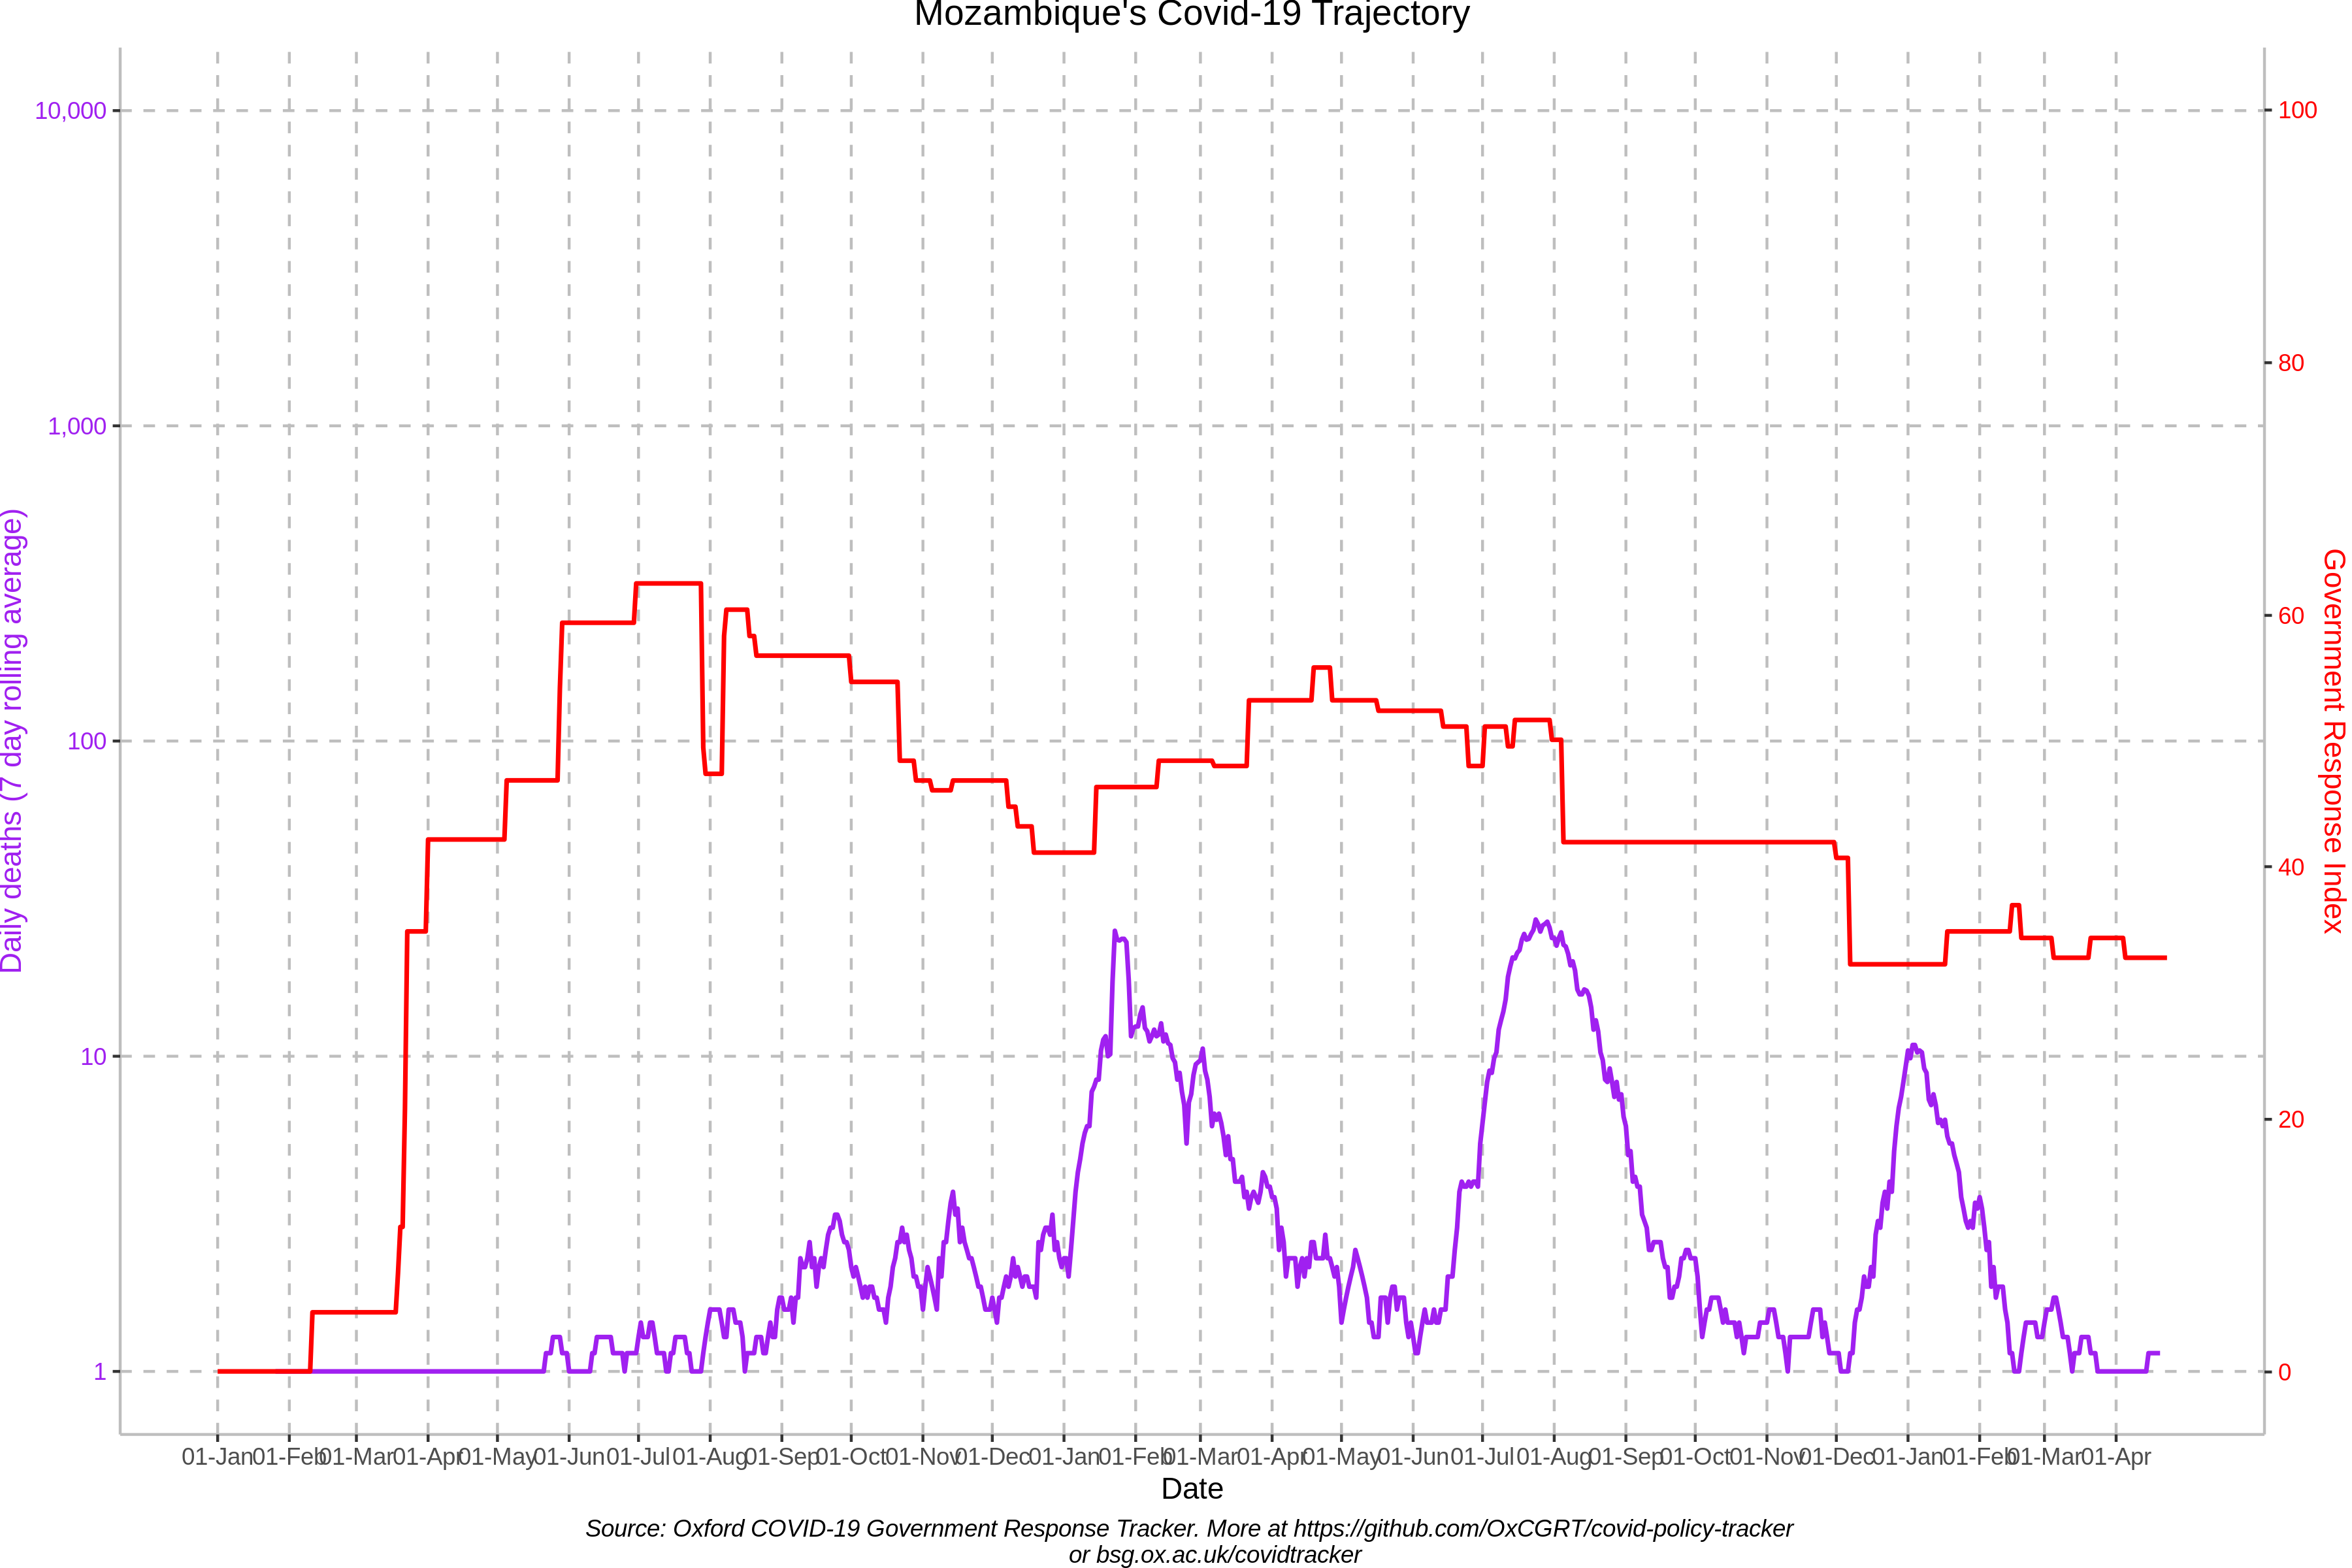 Mozambique's Covid-19 Trajectory
10,000
1,000
100
10
1
Daily deaths (7 day rolling average)
100
80
60
40
20
0
Government Response Index
01-Jan 01-Feb 01-Mar 01-Apr 01-May 01-Jun 01-Jul 01-Aug 01-Sep 01-Oct 01-Nov 01-Dec 01-Jan 01-Feb 01-Mar 01-Apr 01-May 01-Jun 01-Jul 01-Aug 01-Sep 01-Oct 01-Nov 01-Dec 01-Jan 01-Feb 01-Mar 01-Apr
Date
Source: Oxford COVID-19 Government Response Tracker. More at https://github.com/OxCGRT/covid-policy-tracker
or bsg.ox.ac.uk/covidtracker